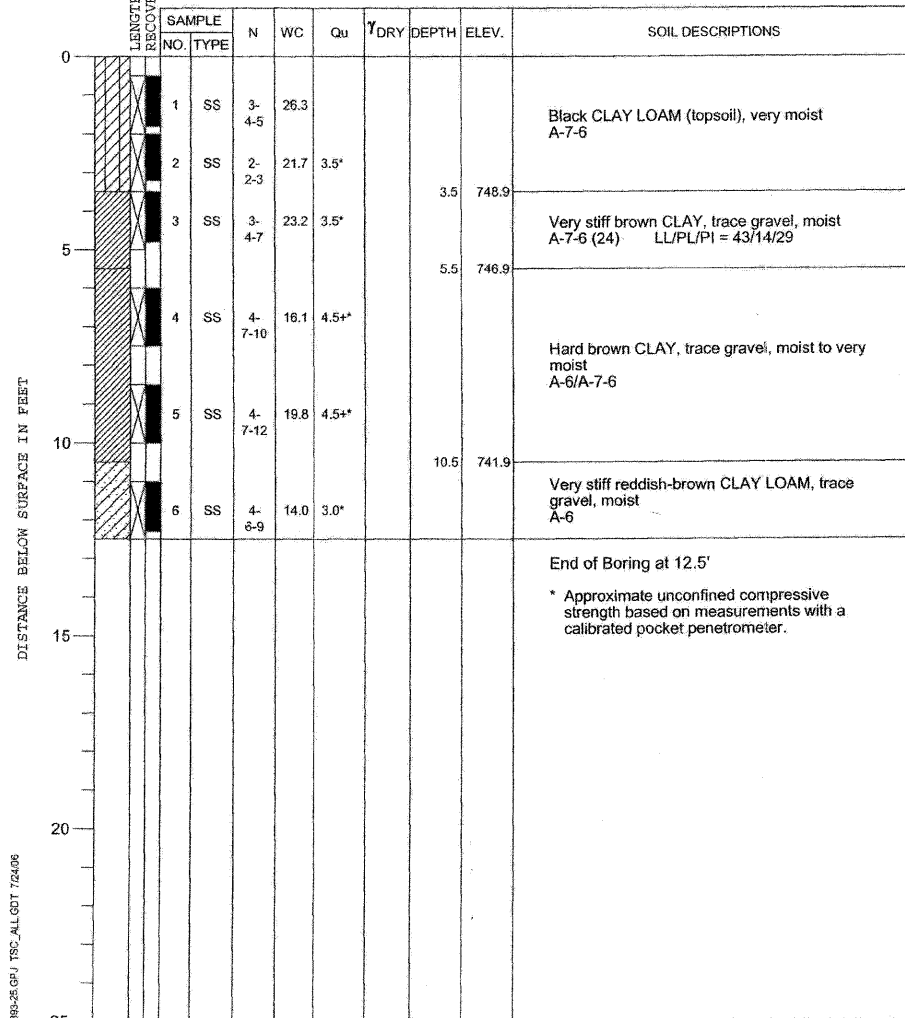 LENGTH
RECOVE
SAMPLE
NO. TYPE
N
WC
Qu
γDRY
DEPTH
ELEV.
SOIL DESCRIPTIONS
0
1 SS 3- 26.3
4-5
Black CLAY LOAM (topsoil), very moist
A-7-6
2 SS 2- 21.7 3.5*
2-3
3.5 748.9
3 SS 3- 23.2 3.5*
4-7
Very stiff brown CLAY, trace gravel, moist
A-7-6 (24) LL/PL/PI = 43/14/29
5
5.5 746.9
4 SS 4- 16.1 4.5+*
7-10
Hard brown CLAY, trace gravel, moist to very
moist
A-6/A-7-6
5 SS 4- 19.8 4.5+*
7-12
10
10.5 741.9
Very stiff reddish-brown CLAY LOAM, trace
gravel, moist
A-6
6 SS 4- 14.0 3.0*
6-9
End of Boring at 12.5'
* Approximate unconfined compressive
strength based on measurements with a
calibrated pocket penetrometer.
15
20
DISTANCE BELOW SURFACE IN FEET
393-25.GPJ TSC_ALL.GDT 7/24/06